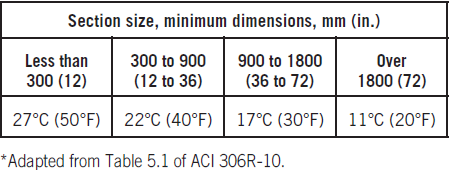 Section size, minimum dimensions, mm (in.)
Less than 300 to 900 900 to 1800 Over
300 (12) (12 to 36) (36 to 72) 1800 (72)
27°C (50°F) 22°C (40°F) 17°C (30°F) 11°C (20°F)
*Adapted from Table 5.1 of ACI 306R-10.